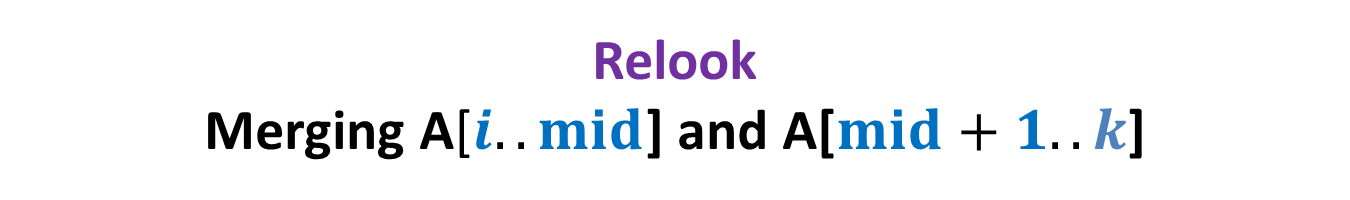 Relook
Merging A[i..mid] and A[mid + 1..k]